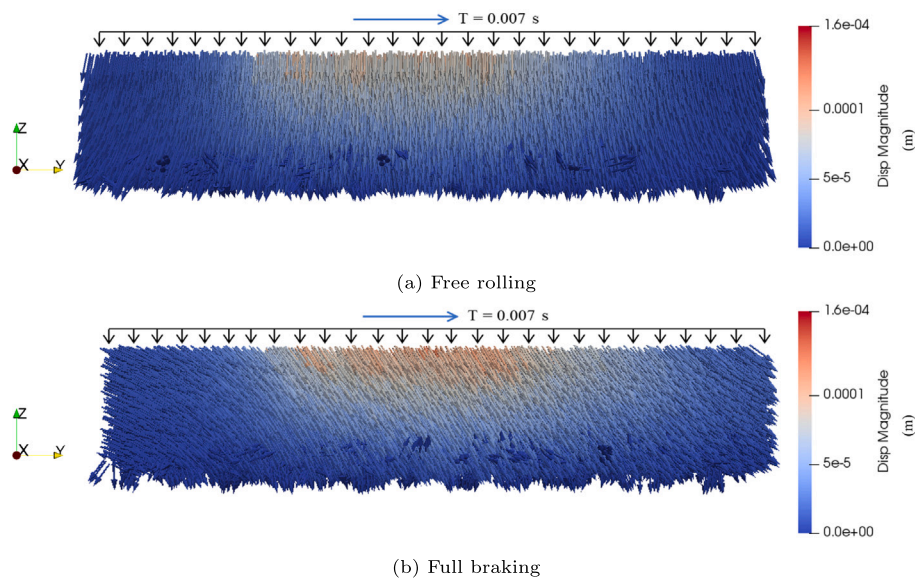 T = 0.007 s
1.6e-04
0.0001
5e-5
0.0e+00
Disp Magnitude
(m)
Z
X
Y
(a) Free rolling
T = 0.007 s
1.6e-04
0.0001
5e-5
0.0e+00
Disp Magnitude
(m)
Z
X
Y
(b) Full braking